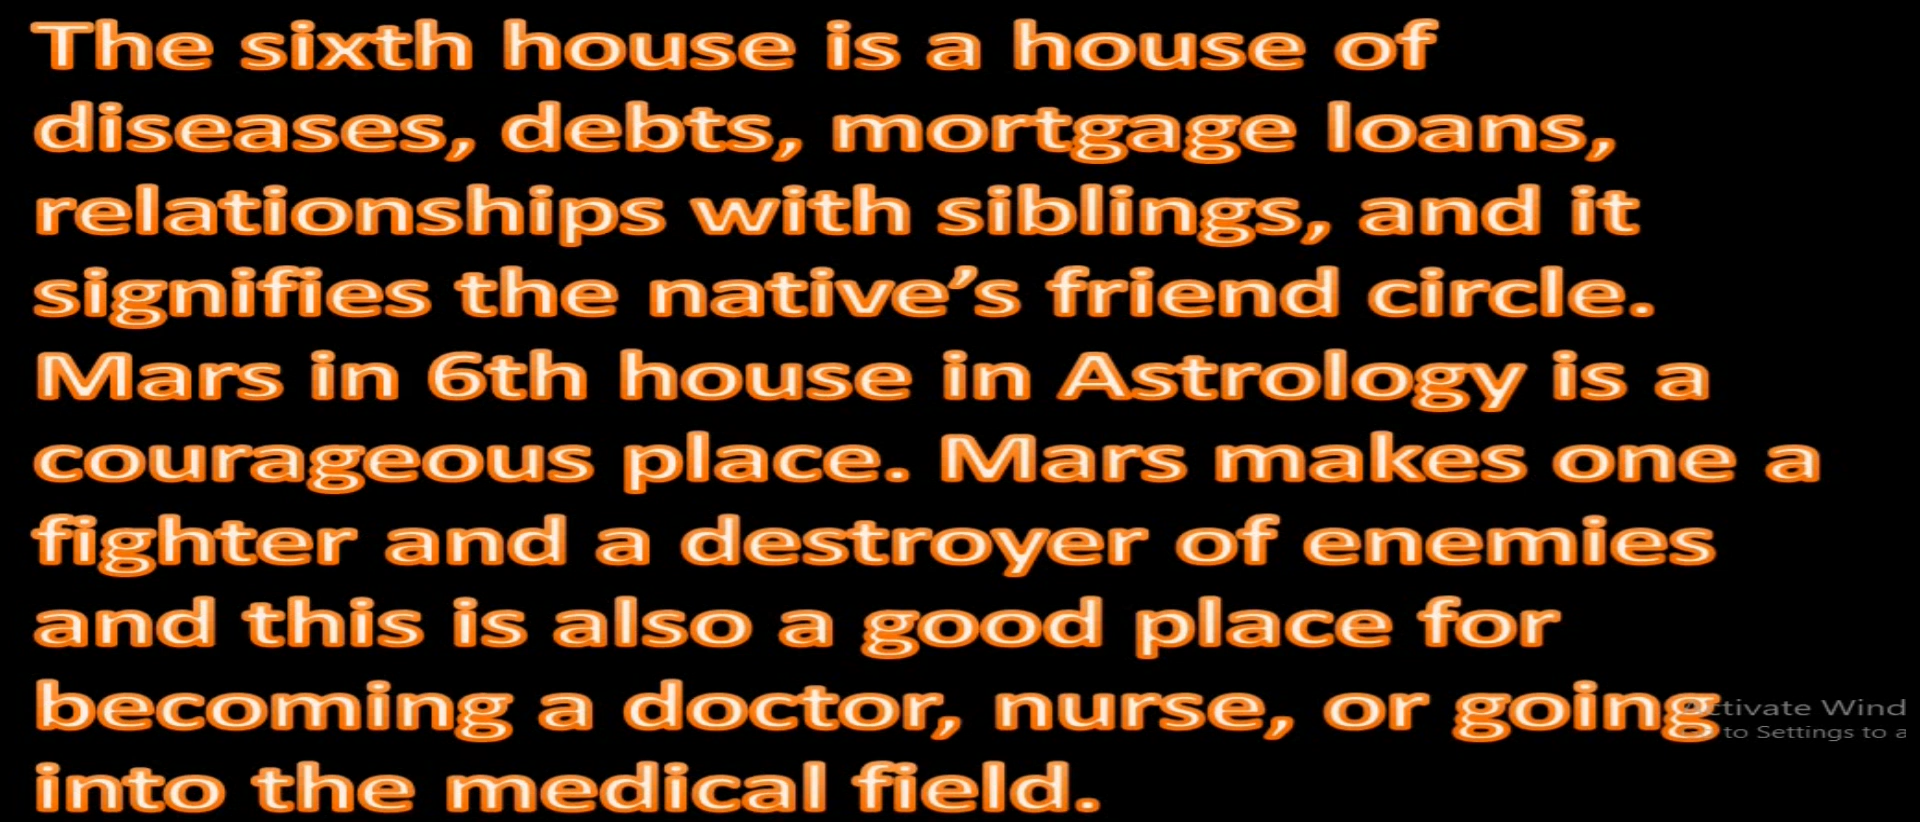 The sixth house is a house of
diseases, debts, mortgage loans,
relationships with siblings, and it
signifies the native’s friend circle.
Mars in 6th house in Astrology is a
courageous place. Mars makes one a
fighter and a destroyer of enemies
and this is also a good place for
becoming a doctor, nurse, or going
into the medical field.
ctivate Wind
to Settings to a